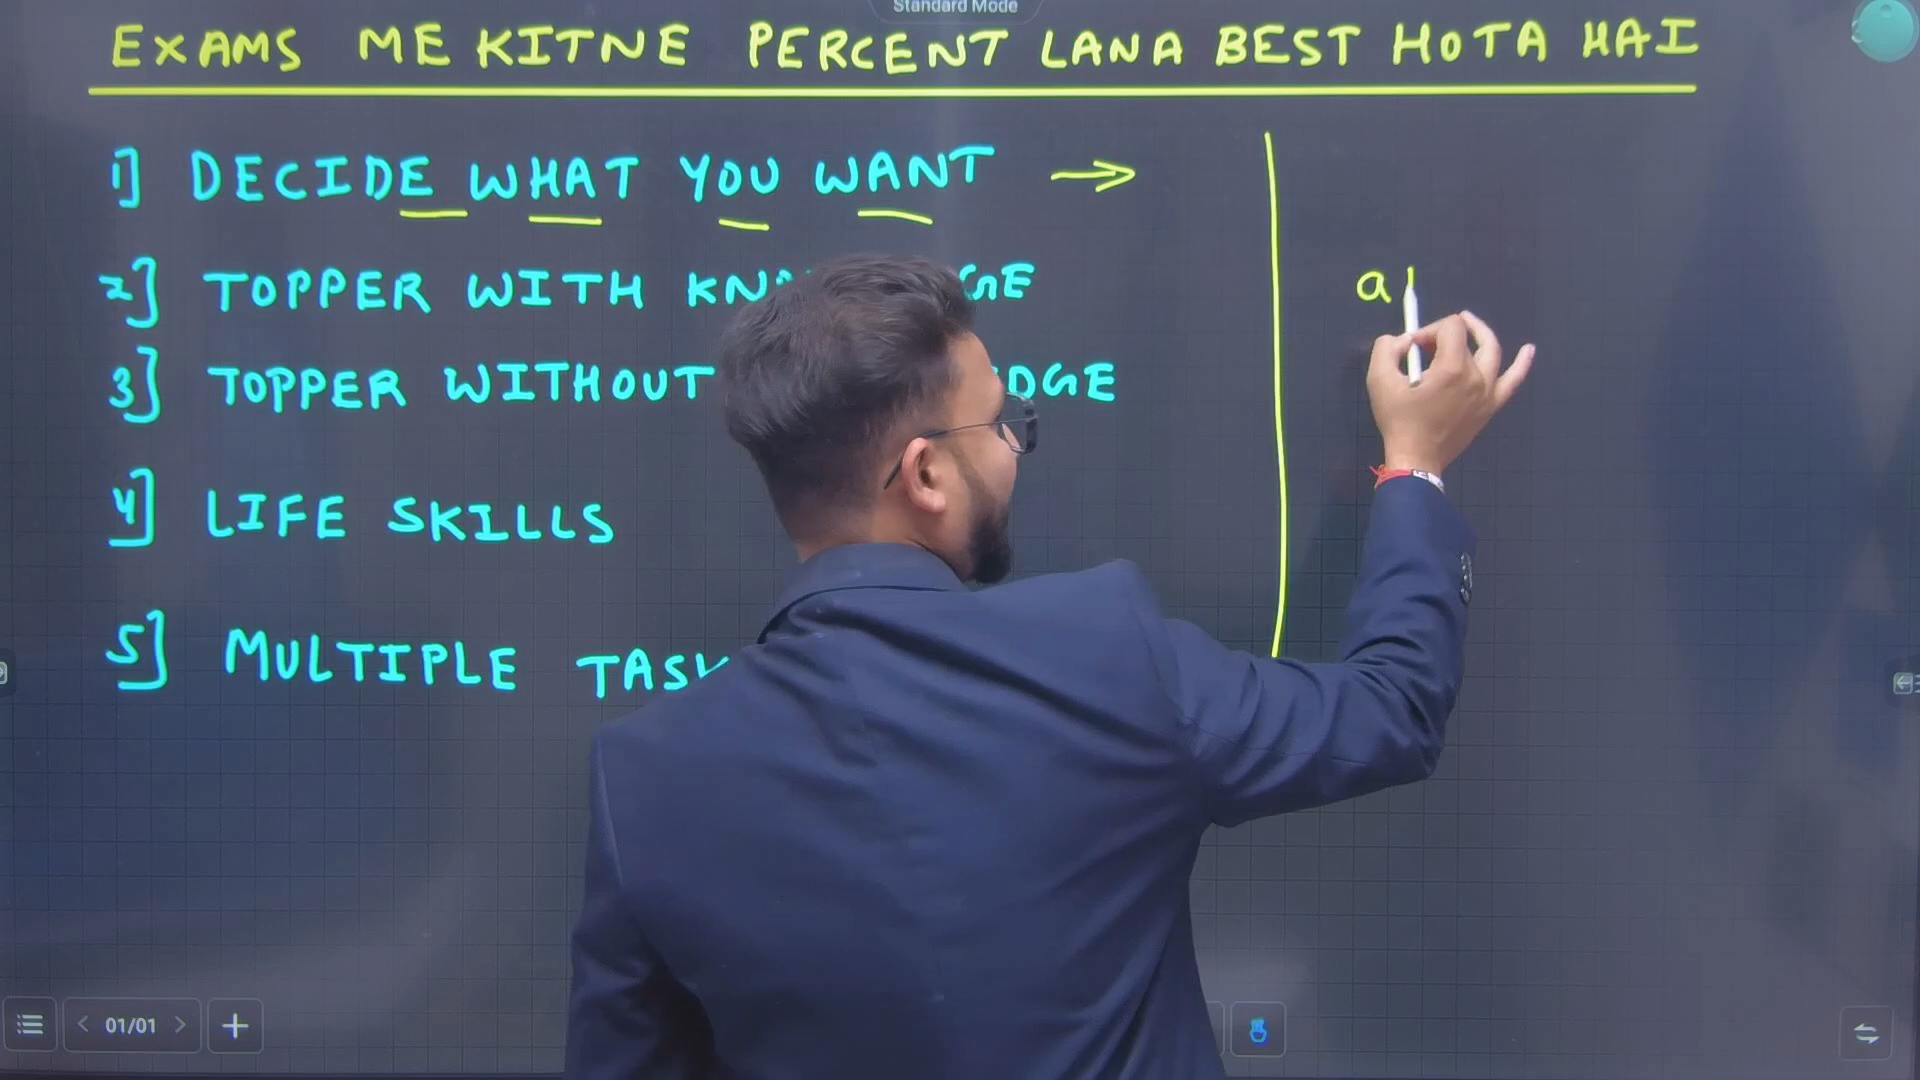 Standard Mode
EXAMS ME KITNE PERCENT LANA BEST HOTA HAI
1] DECIDE WHAT YOU WANT →
2] TOPPER WITH
3] TOPPER WITHOUT
4] LIFE SKILLS
5] MULTIPLE
a
01/01